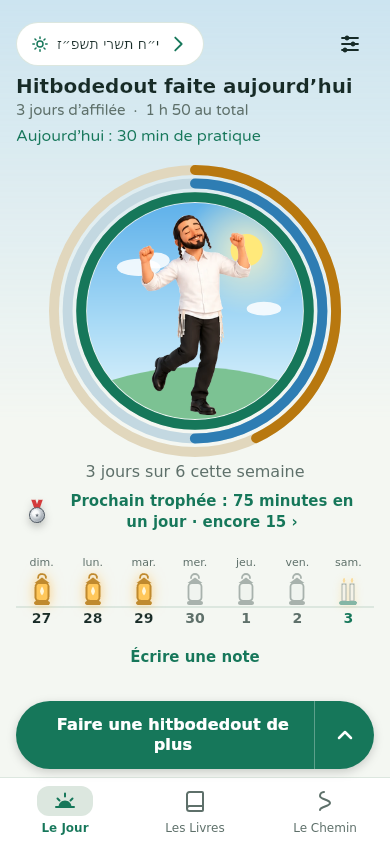 י״ח תשרי תשפ״ז
Hitbodedout faite aujourd’hui
3 jours d’affilée · 1 h 50 au total
Aujourd’hui : 30 min de pratique
3 jours sur 6 cette semaine
Prochain trophée : 75 minutes en
un jour · encore 15 ›
dim. lun. mar. mer. jeu. ven. sam.
27 28 29 30 1 2 3
Écrire une note
Faire une hitbodedout de
plus
Le Jour Les Livres Le Chemin